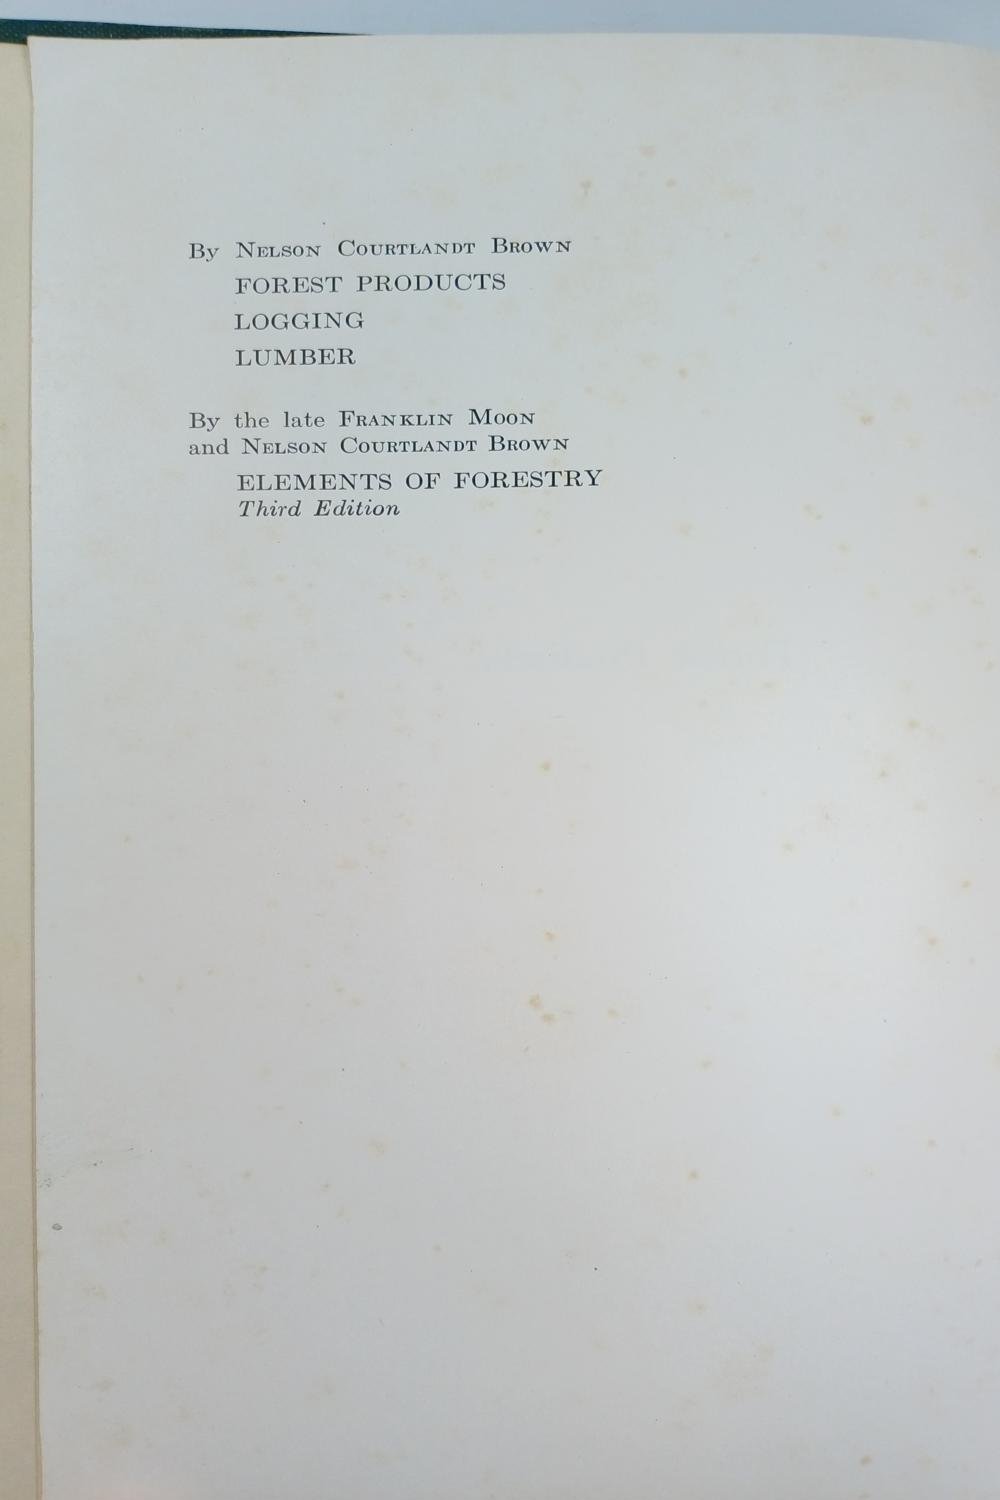 By Nelson Courtlandt Brown
FOREST PRODUCTS
LOGGING
LUMBER
By the late Franklin Moon
and Nelson Courtlandt Brown
ELEMENTS OF FORESTRY
Third Edition